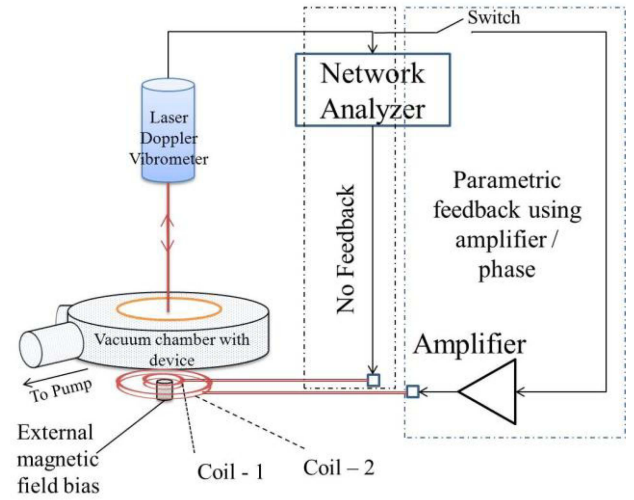 Switch
Network
Analyzer
Laser
Doppler
Vibrometer
Parametric
feedback using
amplifier /
phase
No Feedback
Vacuum chamber with
device
Amplifier
To Pump
External
magnetic
field bias
Coil - 1
Coil – 2